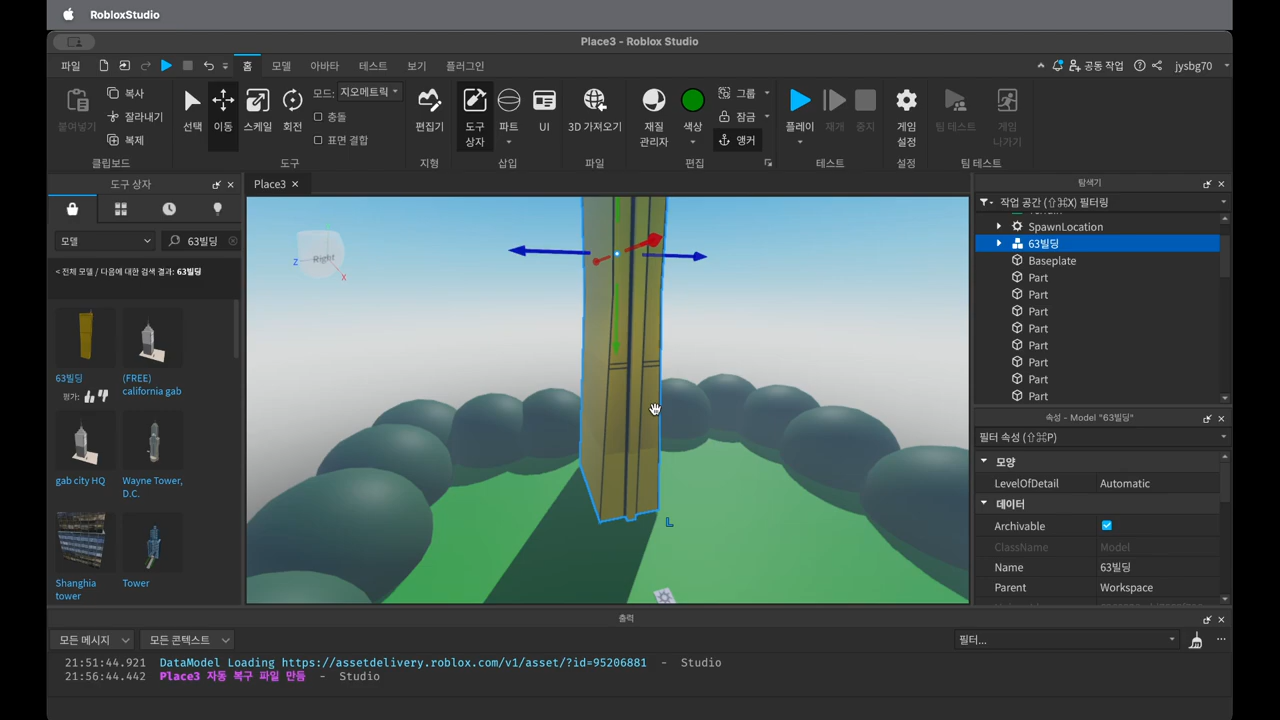 RobloxStudio
Place3 - Roblox Studio
파일 홈 모델 아바타 테스트 보기 플러그인 공동 작업 jysbg70
붙여넣기 복사 잘라내기 복제 선택 이동 스케일 회전 모드: 지오메트릭 충돌 표면 결합 편집기 도구 상자 파트 UI 3D 가져오기 재질 관리자 색상 그룹 잠금 앵커 플레이 재개 중지 게임 설정 팀 테스트 게임 나가기
클립보드 도구 지형 삽입 파일 편집 테스트 설정 팀 테스트
도구 상자
모델 63빌딩
< 전체 모델 / 다음에 대한 검색 결과: 63빌딩
63빌딩
평가:
(FREE) california gab
gab city HQ
Wayne Tower, D.C.
Shanghia tower
Tower
Place3
Right
Z
X
L
탐색기
작업 공간 (⇧⌘X) 필터링
Terrain
SpawnLocation
63빌딩
Baseplate
Part
Part
Part
Part
Part
Part
Part
Part
속성 - Model "63빌딩"
필터 속성 (⇧⌘P)
모양
LevelOfDetail Automatic
데이터
Archivable
ClassName Model
Name 63빌딩
Parent Workspace
출력
모든 메시지 모든 콘텍스트 필터...
21:51:44.921 DataModel Loading https://assetdelivery.roblox.com/v1/asset/?id=95206881 - Studio
21:56:44.442 Place3 자동 복구 파일 만듬 - Studio